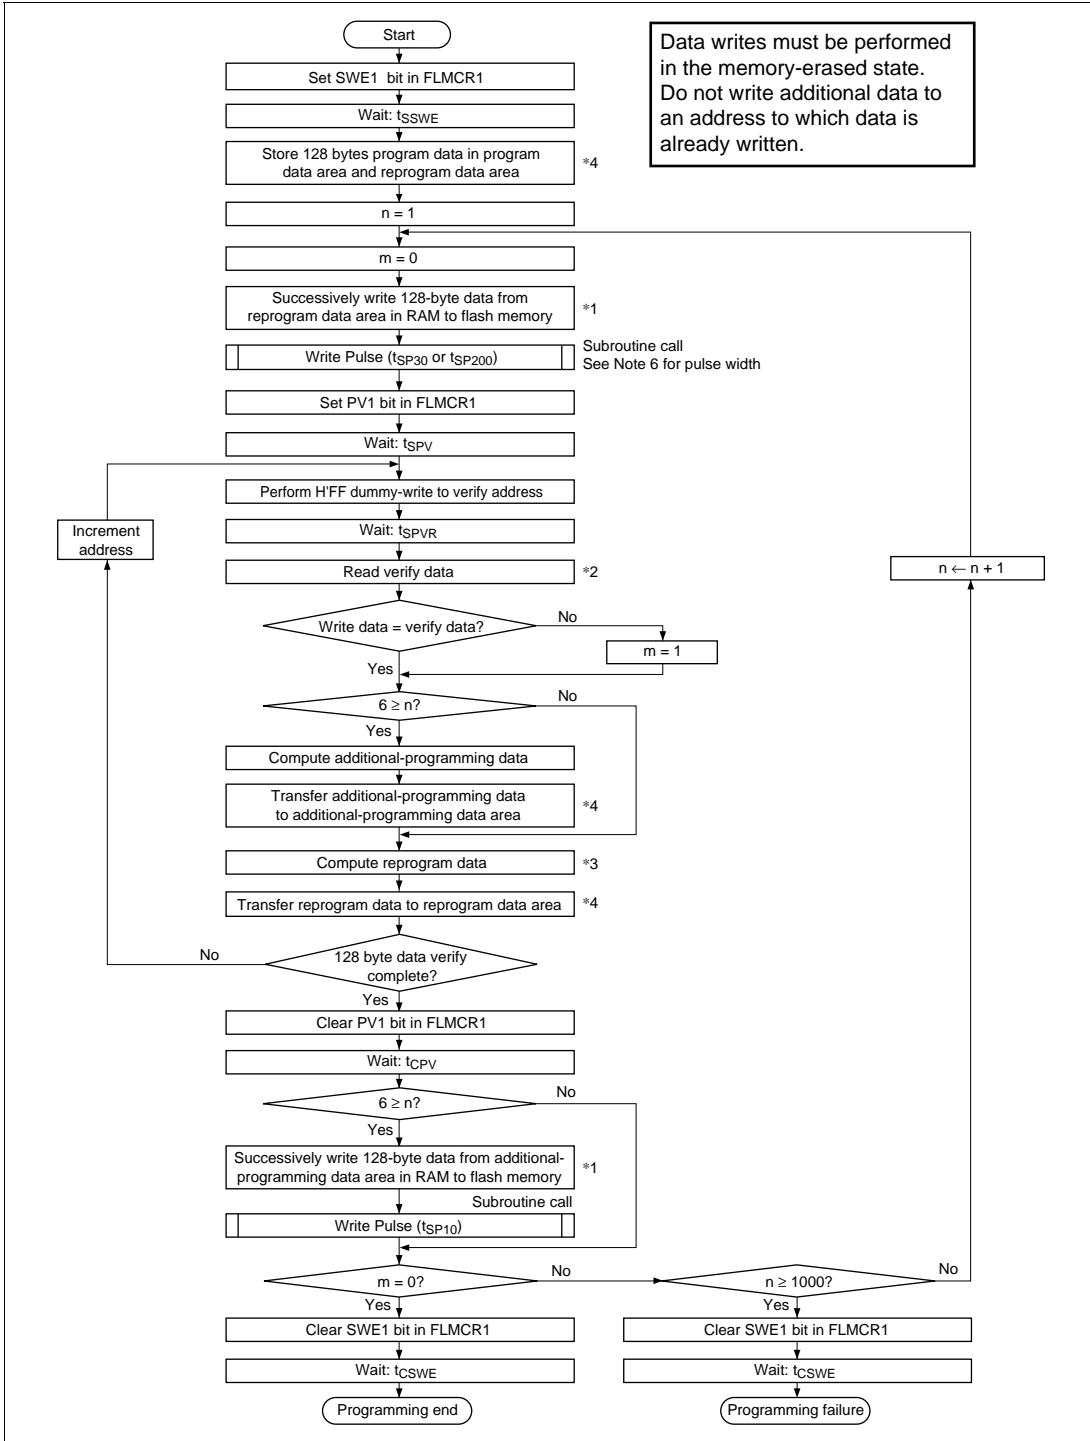 Start
Data writes must be performed
in the memory-erased state.
Do not write additional data to
an address to which data is
already written.
Set SWE1 bit in FLMCR1
Wait: tSSWE
Store 128 bytes program data in program
data area and reprogram data area
*4
n = 1
m = 0
Successively write 128-byte data from
reprogram data area in RAM to flash memory
*1
Write Pulse (tSP30 or tSP200)
Subroutine call
See Note 6 for pulse width
Set PV1 bit in FLMCR1
Wait: tSPV
Perform H'FF dummy-write to verify address
Increment
address
Wait: tSPVR
Read verify data
*2
n ← n + 1
Write data = verify data?
No
m = 1
Yes
6 ≥ n?
No
Yes
Compute additional-programming data
Transfer additional-programming data
to additional-programming data area
*4
Compute reprogram data
*3
Transfer reprogram data to reprogram data area
*4
128 byte data verify
complete?
No
Yes
Clear PV1 bit in FLMCR1
Wait: tCPV
6 ≥ n?
No
Yes
Successively write 128-byte data from additional-
programming data area in RAM to flash memory
*1
Subroutine call
Write Pulse (tSP10)
m = 0?
No
n ≥ 1000?
No
Yes
Yes
Clear SWE1 bit in FLMCR1
Clear SWE1 bit in FLMCR1
Wait: tCSWE
Wait: tCSWE
Programming end
Programming failure